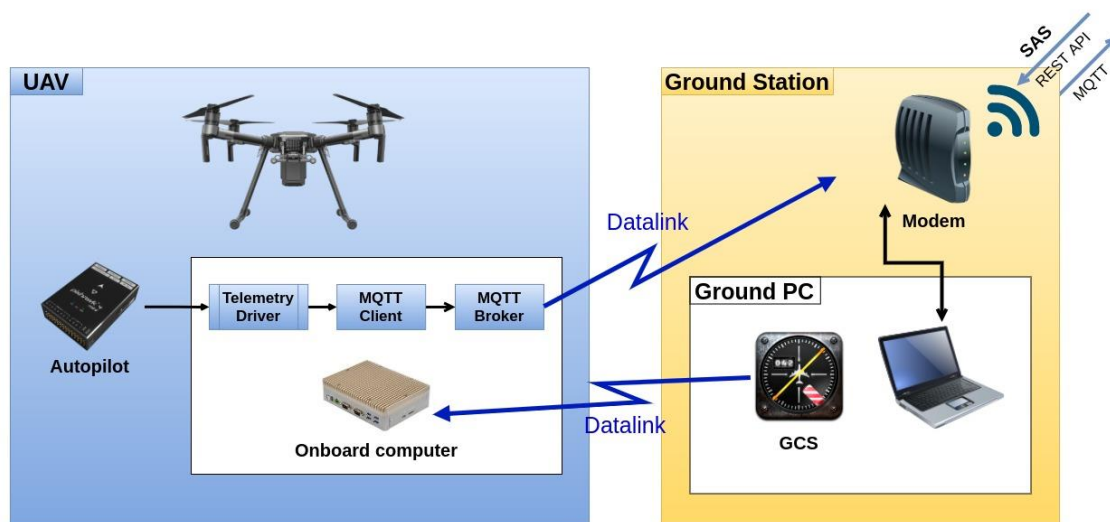 SAS
REST API
MQTT
UAV
Ground Station
Datalink
Modem
Telemetry
Driver
MQTT
Client
MQTT
Broker
Ground PC
Autopilot
Onboard computer
Datalink
GCS